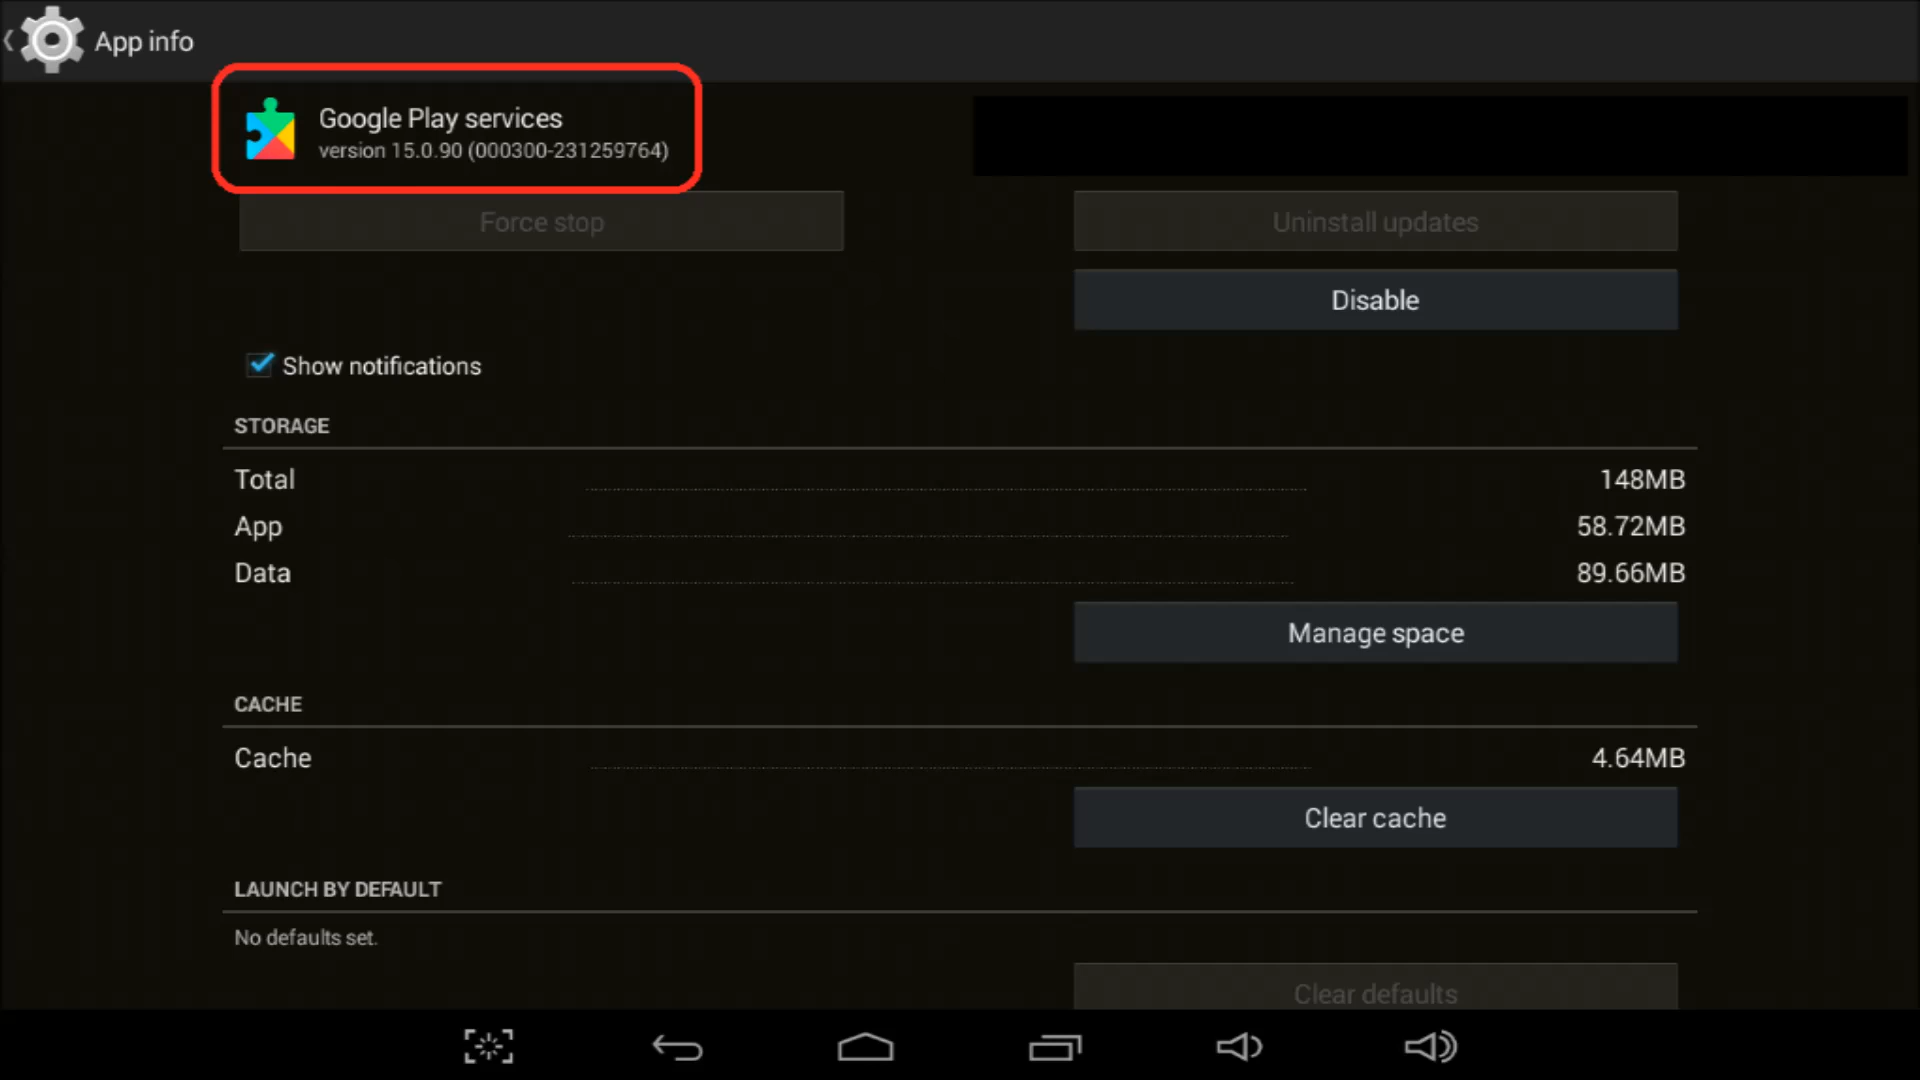 App info
Google Play services
version 15.0.90 (000300-231259764)
Force stop
Uninstall updates
Disable
Show notifications
STORAGE
Total 148MB
App 58.72MB
Data 89.66MB
Manage space
CACHE
Cache 4.64MB
Clear cache
LAUNCH BY DEFAULT
No defaults set.
Clear defaults